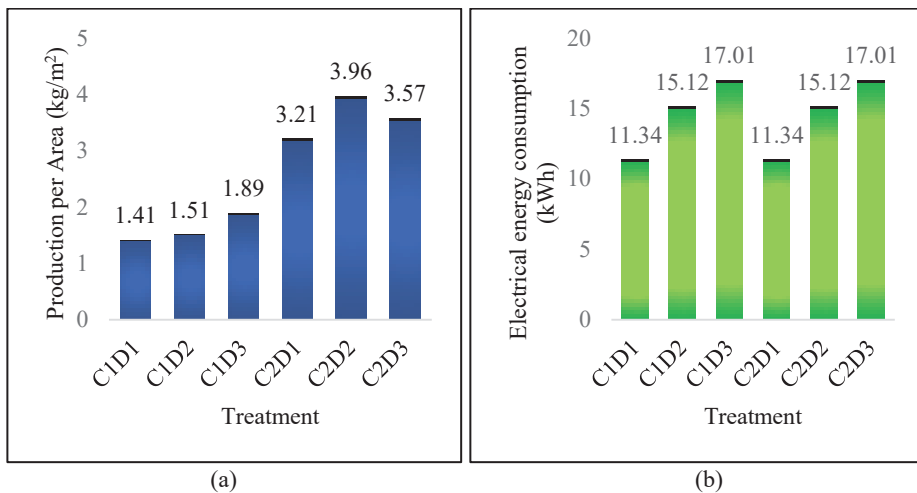 Production per Area (kg/m²)
5
4
3
2
1
0
1.41
1.51
1.89
3.21
3.96
3.57
C1D1
C1D2
C1D3
C2D1
C2D2
C2D3
Treatment
(a)
Electrical energy consumption
(kWh)
20
15
10
5
0
11.34
15.12
17.01
11.34
15.12
17.01
C1D1
C1D2
C1D3
C2D1
C2D2
C2D3
Treatment
(b)